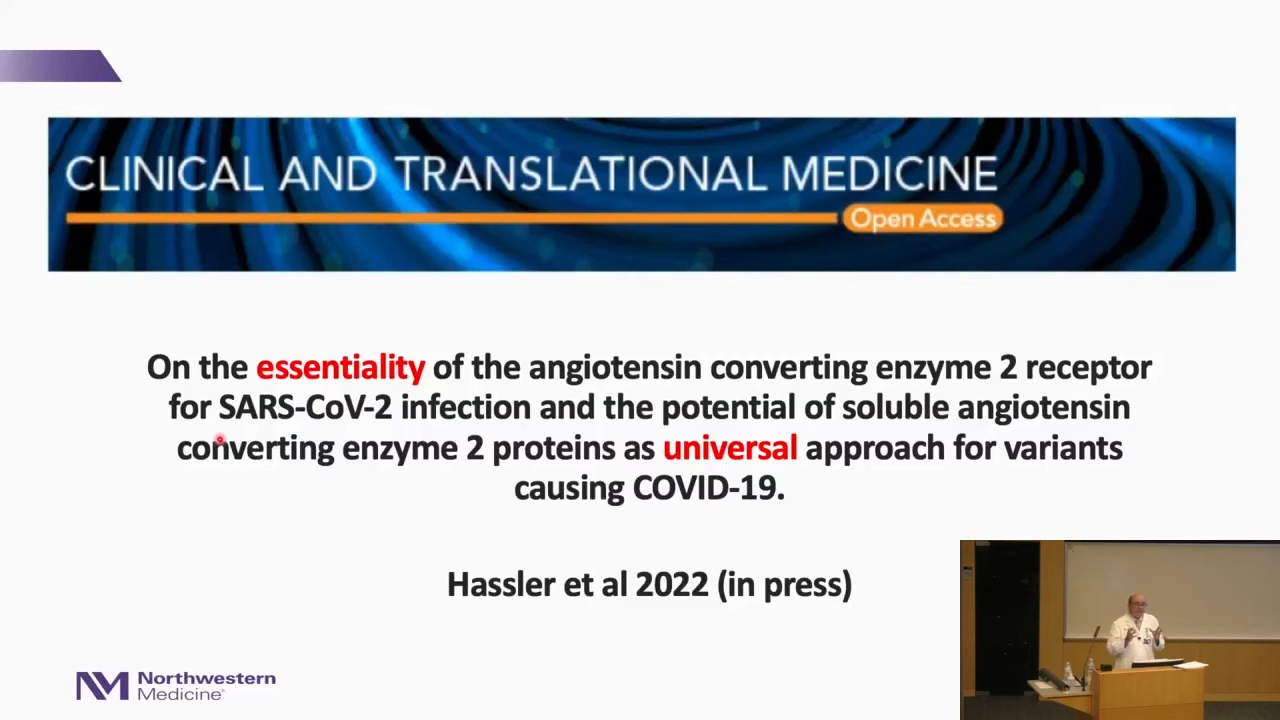 CLINICAL AND TRANSLATIONAL MEDICINE
Open Access
On the essentiality of the angiotensin converting enzyme 2 receptor
for SARS-CoV-2 infection and the potential of soluble angiotensin
converting enzyme 2 proteins as universal approach for variants
causing COVID-19.
Hassler et al 2022 (in press)
NM Northwestern
Medicine®